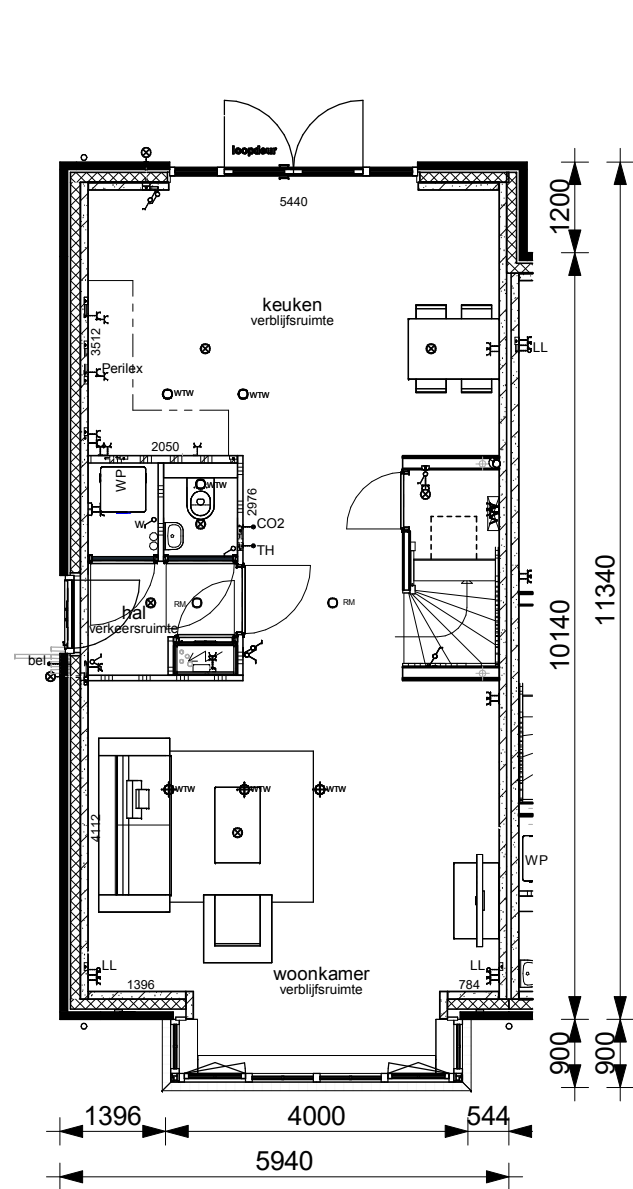 loopdeur
5440
1200
keuken
verblijfsruimte
3512
LL
Perilex
WTW
WTW
2050
WP
WTW
2976
W
CO2
TH
11340
10140
hal
verkeersruimte
RM
RM
bel
WTW
WTW
WTW
4112
WP
LL
woonkamer
verblijfsruimte
LL
1396
784
900
900
1396
4000
544
5940